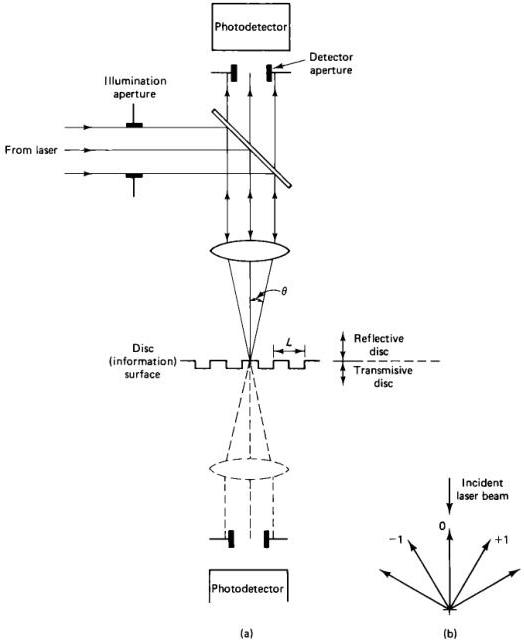 Photodetector
Detector
aperture
Illumination
aperture
From laser
θ
L
Disc
(information)
surface
Reflective
disc
Transmisive
disc
Incident
laser beam
0
−1
+1
Photodetector
(a)
(b)